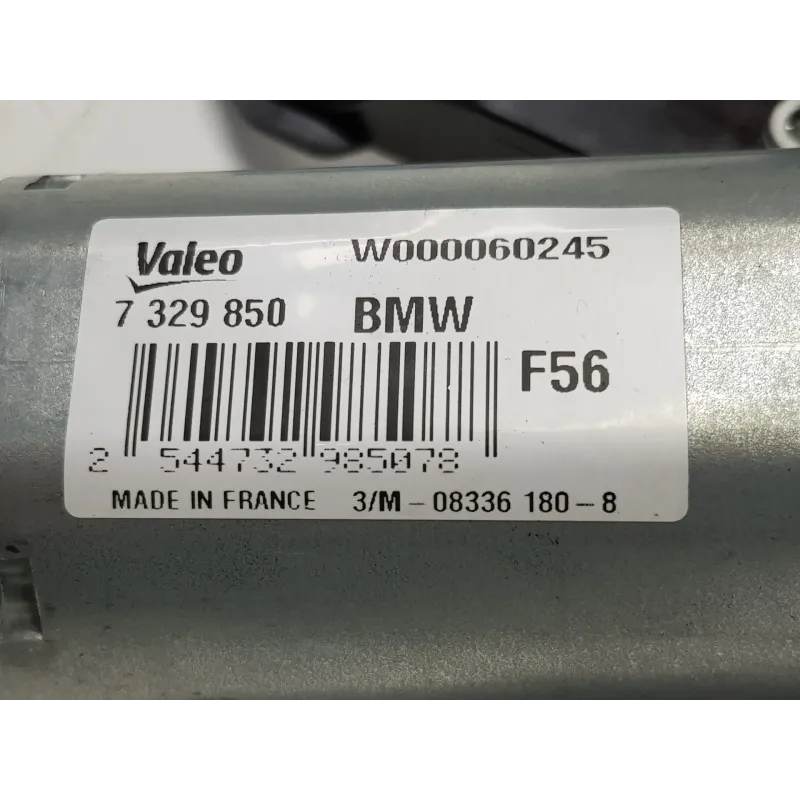 Valeo W000060245
7 329 850 BMW
F56
2 544732 985078
MADE IN FRANCE 3/M-08336 180-8